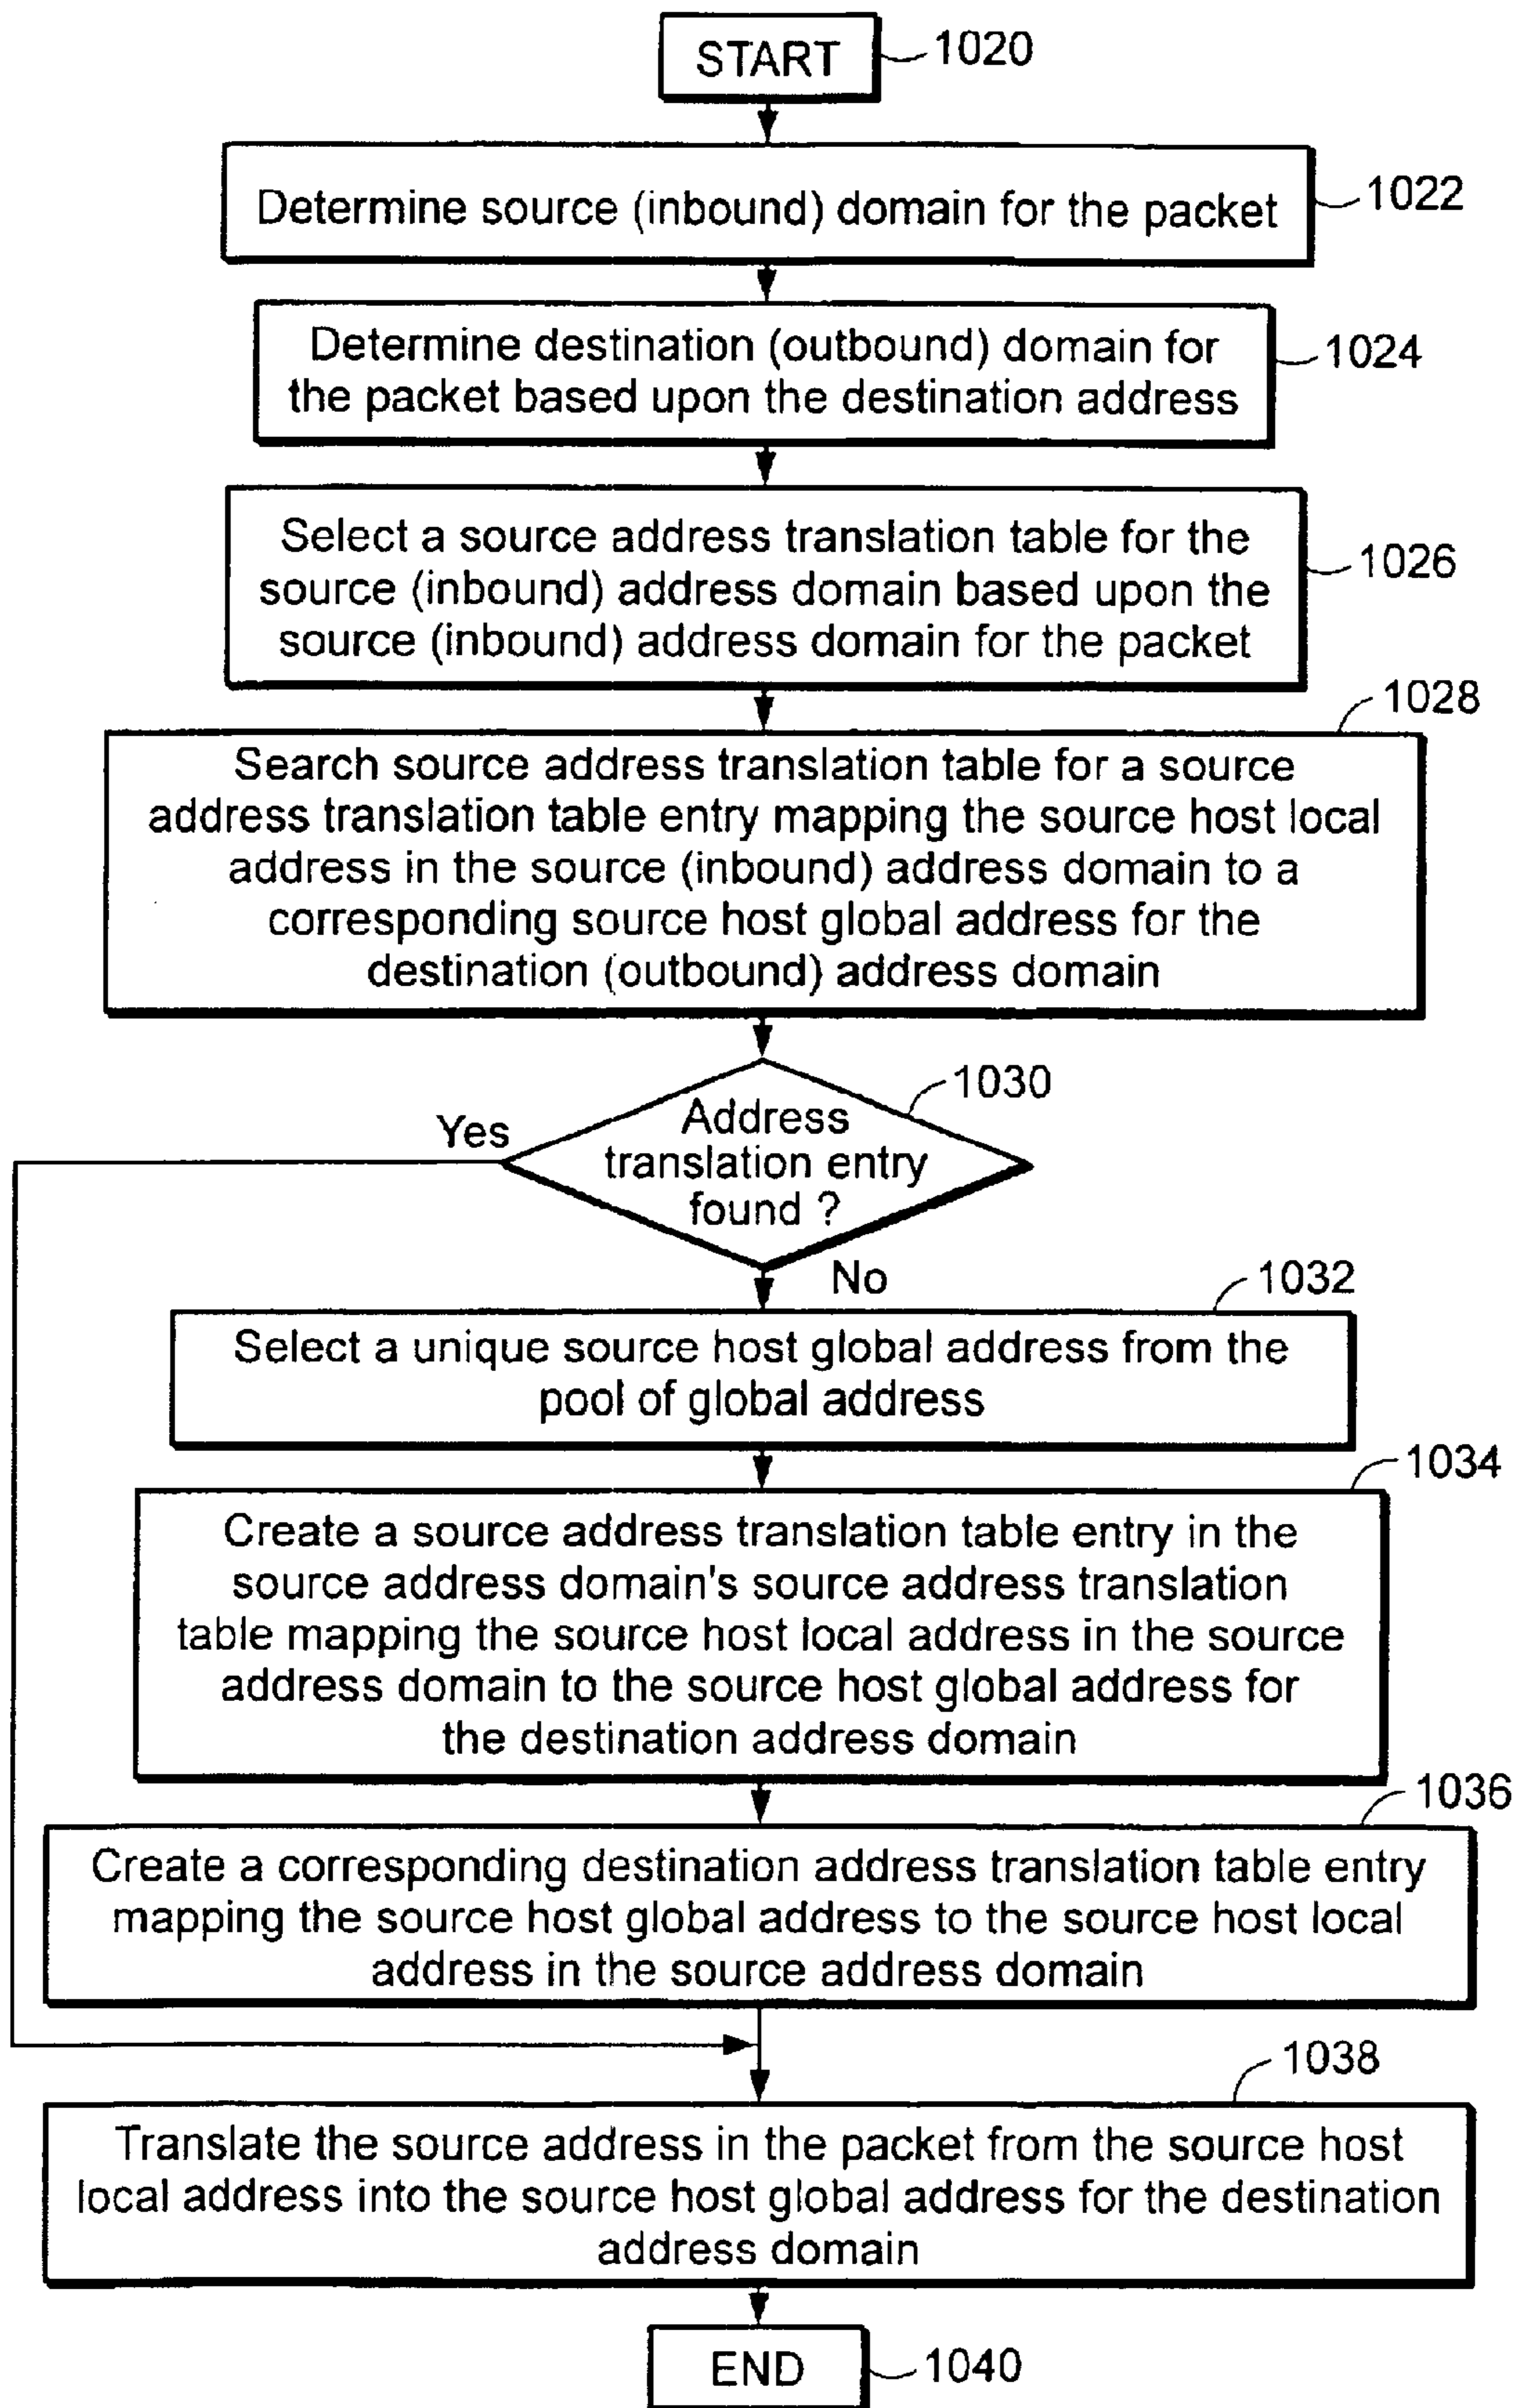 START
1020
Determine source (inbound) domain for the packet
1022
Determine destination (outbound) domain for
the packet based upon the destination address
1024
Select a source address translation table for the
source (inbound) address domain based upon the
source (inbound) address domain for the packet
1026
1028
Search source address translation table for a source
address translation table entry mapping the source host local
address in the source (inbound) address domain to a
corresponding source host global address for the
destination (outbound) address domain
1030
Yes
Address
translation entry
found ?
No
1032
Select a unique source host global address from the
pool of global address
1034
Create a source address translation table entry in the
source address domain's source address translation
table mapping the source host local address in the source
address domain to the source host global address for
the destination address domain
1036
Create a corresponding destination address translation table entry
mapping the source host global address to the source host local
address in the source address domain
1038
Translate the source address in the packet from the source host
local address into the source host global address for the destination
address domain
END
1040